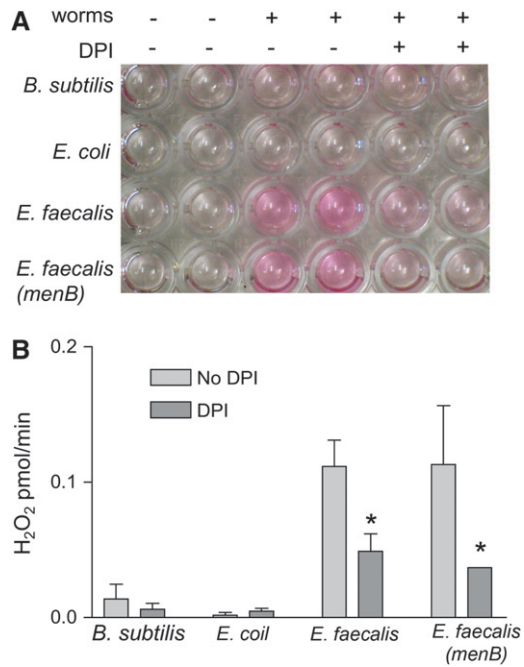 A
worms - - + + + +
DPI - - - - + +
B. subtilis
E. coli
E. faecalis
E. faecalis
(menB)
B
0.2
No DPI
DPI
H₂O₂ pmol/min
0.1
*
*
0.0
B. subtilis E. coil E. faecalis E. faecalis
(menB)